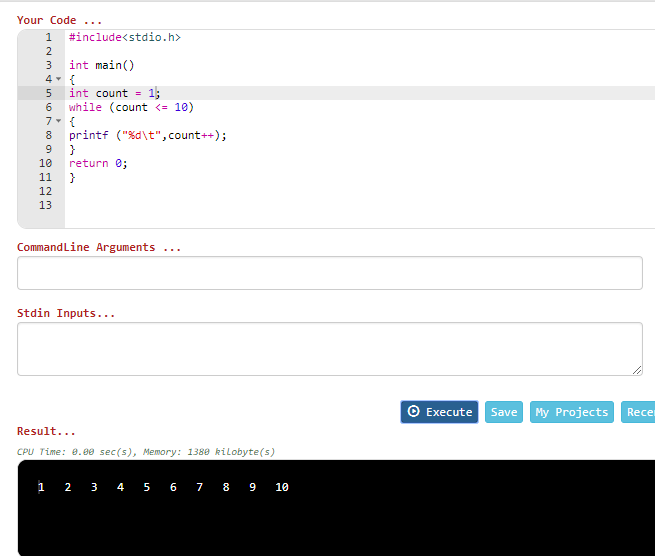 Your Code ...
1 #include<stdio.h>
2
3 int main()
4 {
5 int count = 1;
6 while (count <= 10)
7 {
8 printf ("%d\t",count++);
9 }
10 return 0;
11 }
12
13
CommandLine Arguments ...
Stdin Inputs...
Execute Save My Projects Rece
Result...
CPU Time: 0.00 sec(s), Memory: 1380 kilobyte(s)
1 2 3 4 5 6 7 8 9 10